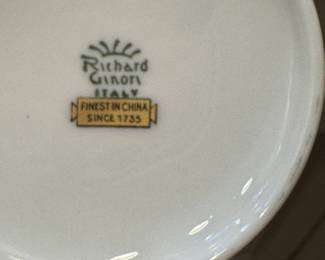 Richard
Ginori
ITALY
FINEST IN CHINA
SINCE 1735